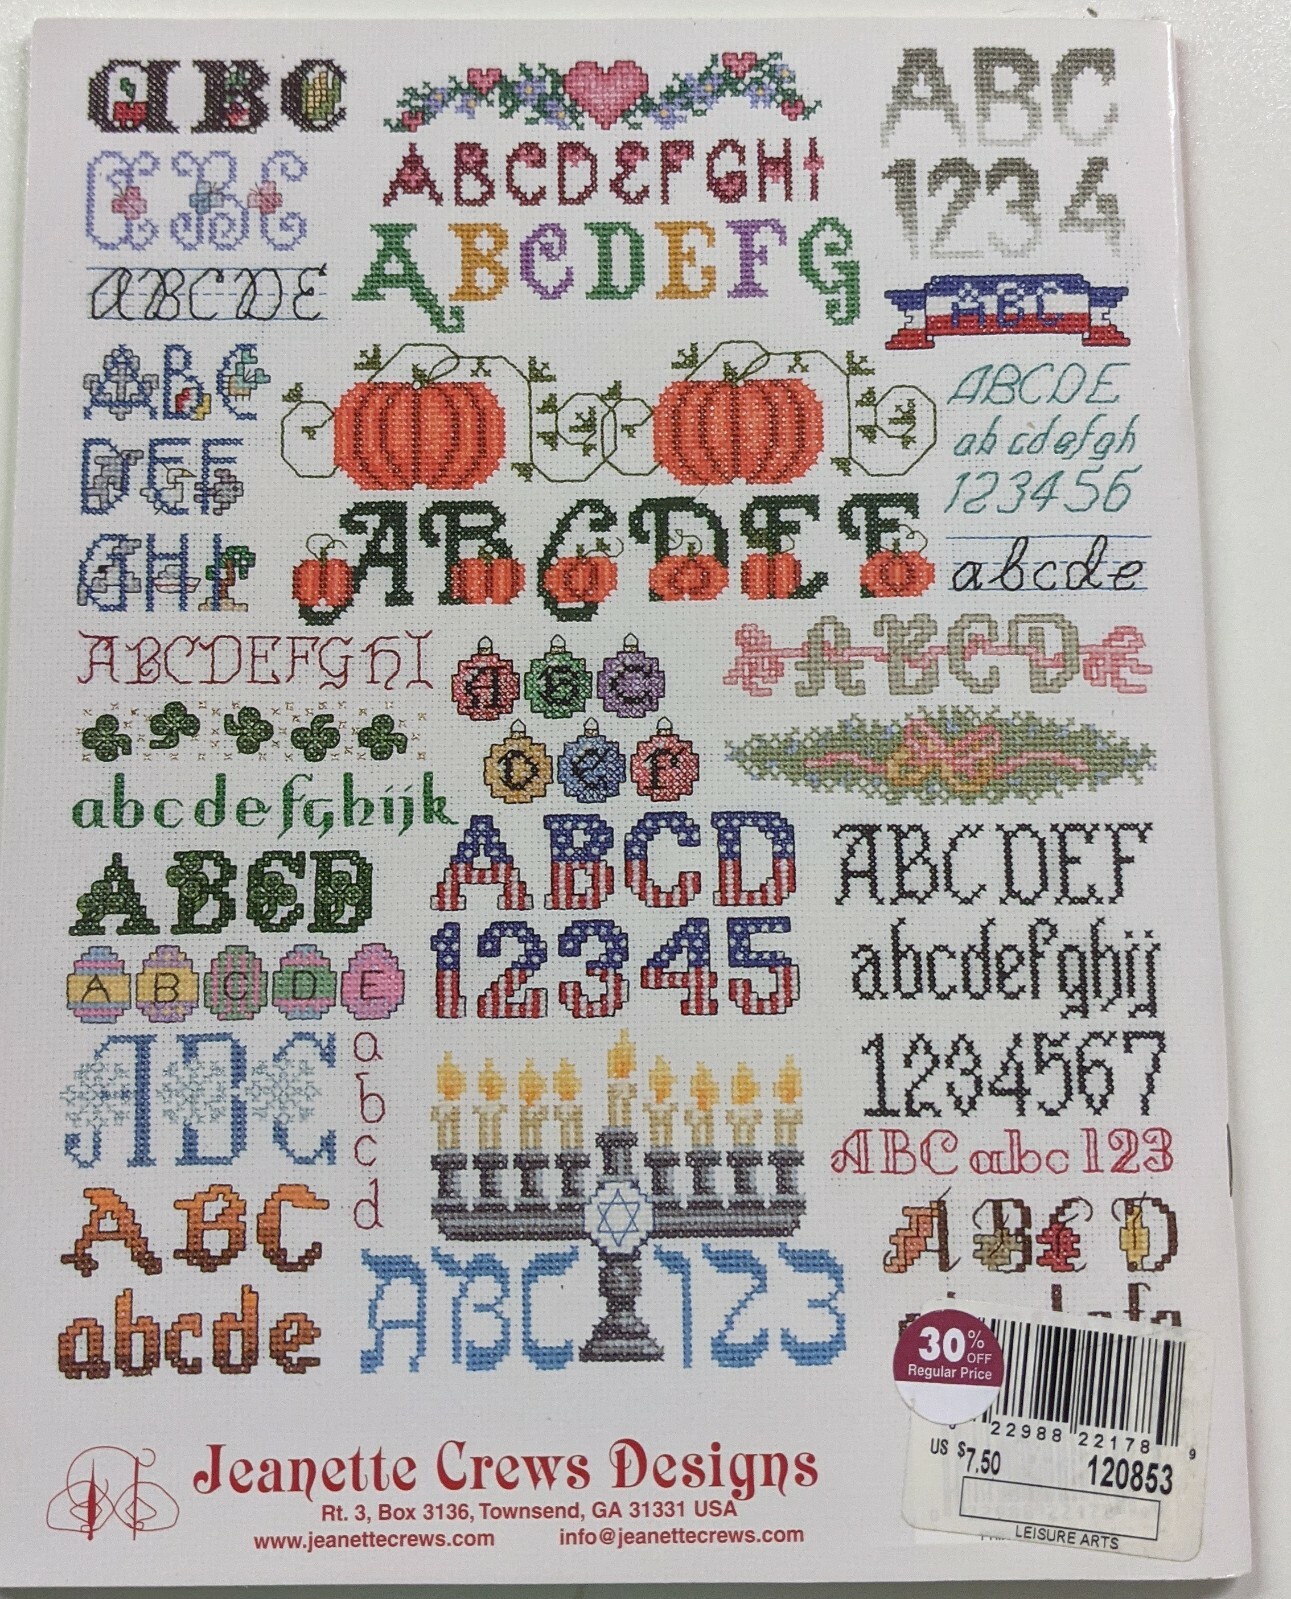 aBC
ABCDEFGHI
ABC
CBC
1234
ABCDEFG
ABCDE
ABC
ABCDE
ABC
abcdefgh
DEF
123456
ABCDEF
GHI
abcde
ABCDEFGHI
ABC
ABCD
Def
abcdefghijk
ABCD
ABCDEF
ABCD
12345
abcdefghij
ABCDE
ABC
a
b
c
d
1234567
ABC abc 123
ABC
ABCD
ABC 123
abcde
30% OFF
Regular Price
22988 22178 9
US $7.50
120853
LEISURE ARTS
Jeanette Crews Designs
Rt. 3, Box 3136, Townsend, GA 31331 USA
www.jeanettecrews.com info@jeanettecrews.com